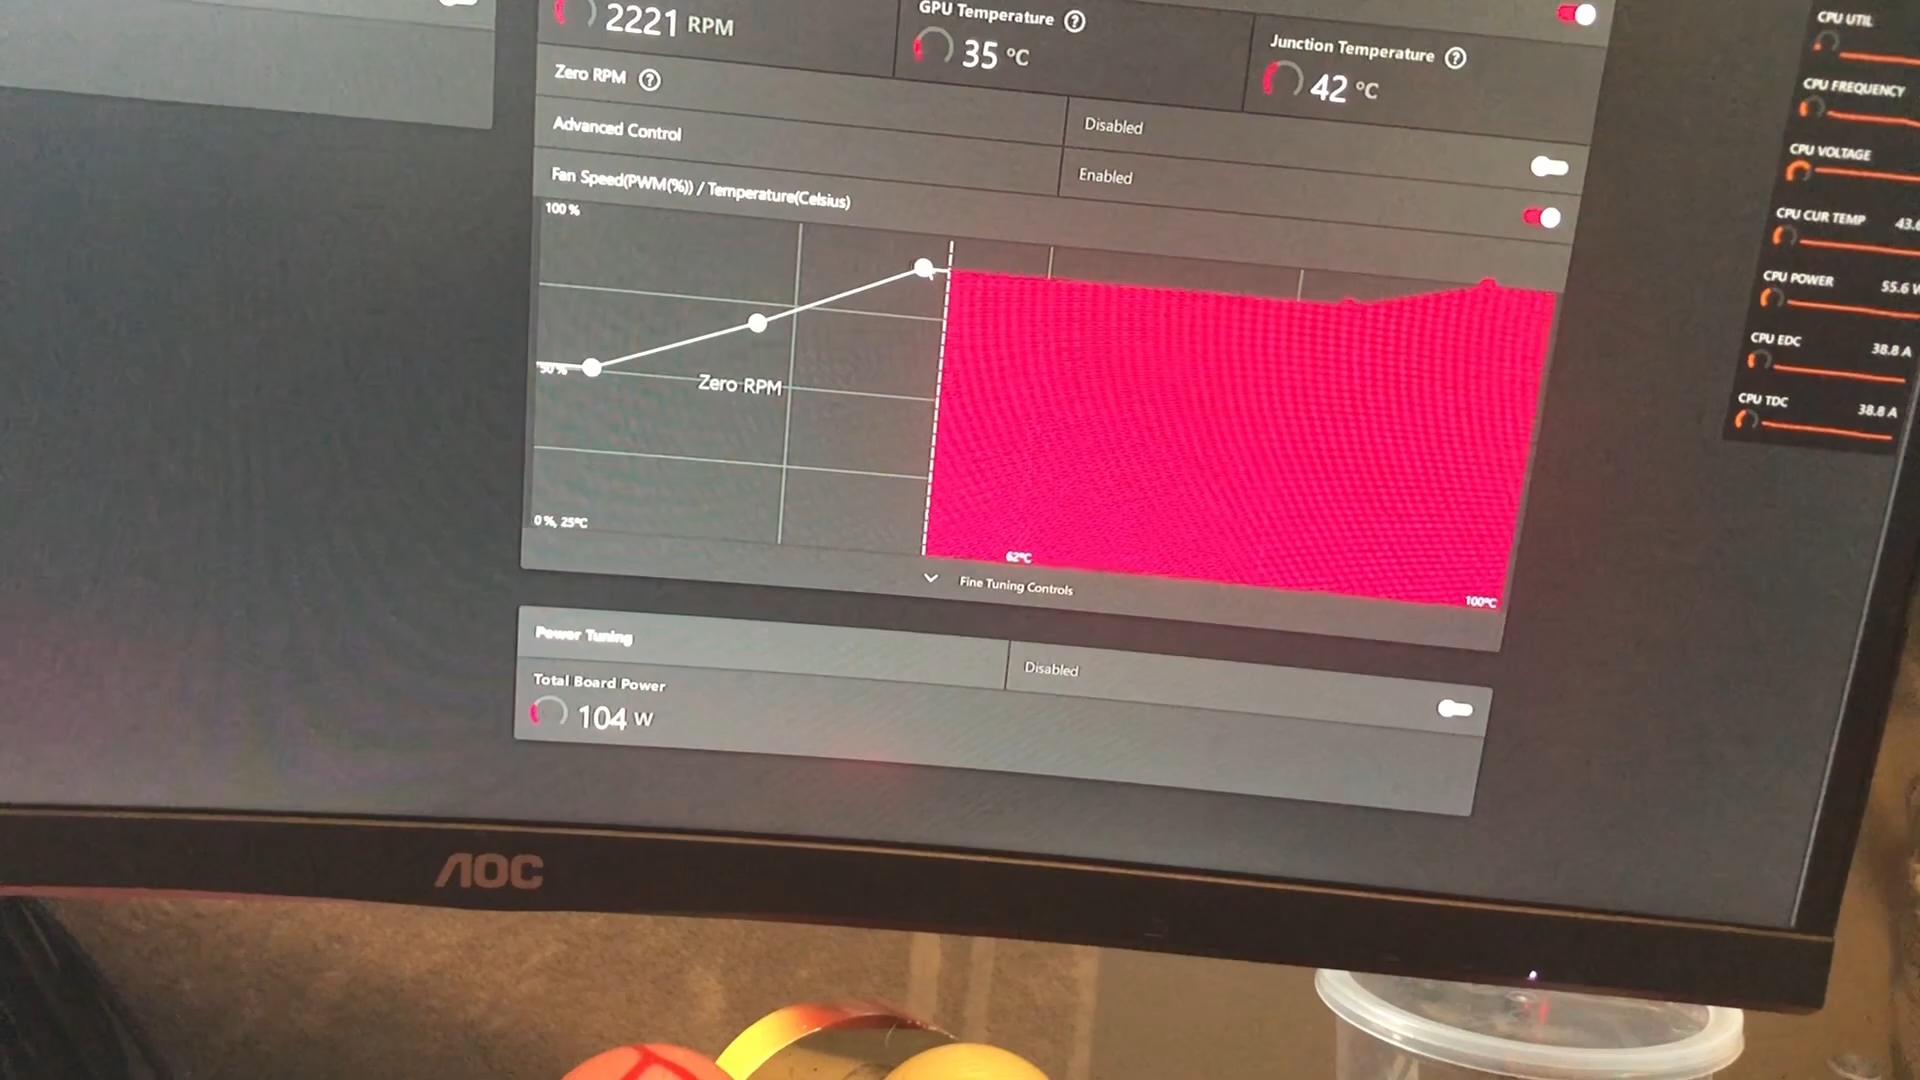 2221 RPM
GPU Temperature ?
35 °C
Junction Temperature ?
42 °C
Zero RPM ?
Disabled
Advanced Control
Enabled
Fan Speed(PWM(%)) / Temperature(Celsius)
100 %
50 %
Zero RPM
0 %, 25°C
62°C
100°C
Fine Tuning Controls
Power Tuning
Disabled
Total Board Power
104 W
CPU UTIL
CPU FREQUENCY
CPU VOLTAGE
CPU CUR TEMP
CPU POWER 55.6 W
CPU EDC 38.8 A
CPU TDC 38.8 A
AOC